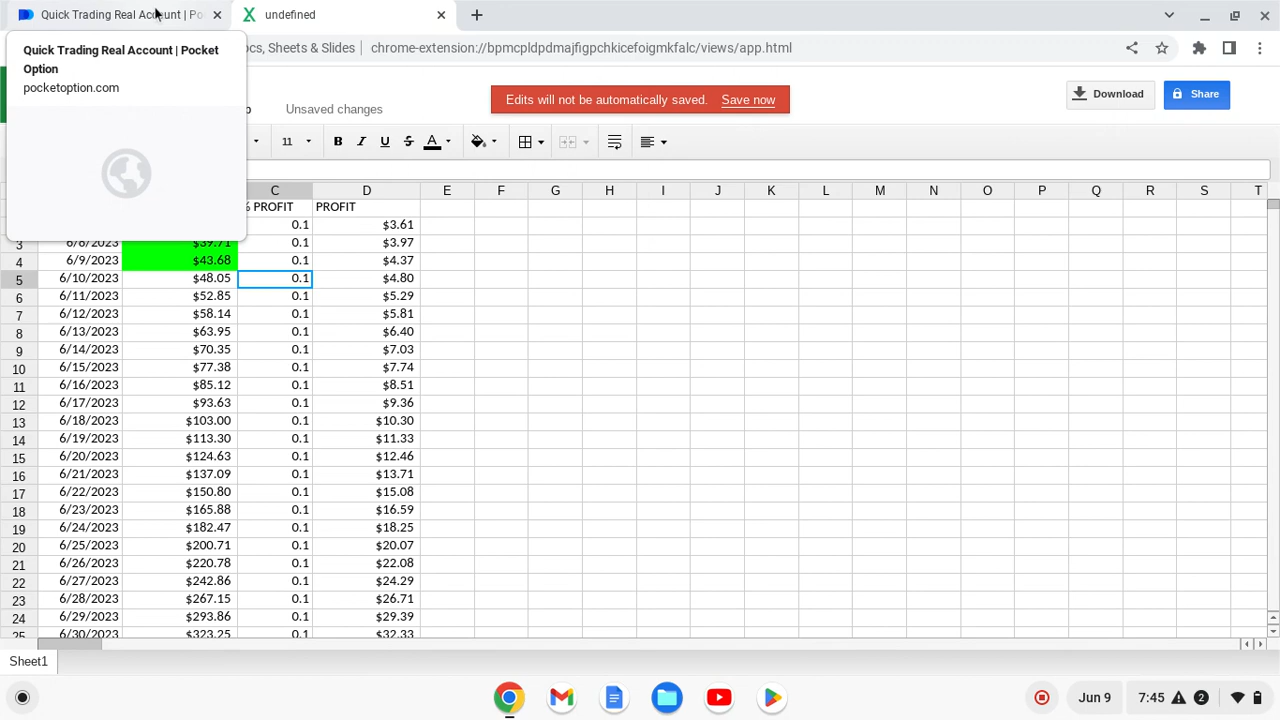 Quick Trading Real Account | Po
undefined
Quick Trading Real Account | Pocket
Option
pocketoption.com
ocs, Sheets & Slides | chrome-extension://bpmcpldpdmajfigpchkicefoigmkfalc/views/app.html
Unsaved changes
Edits will not be automatically saved. Save now
Download
Share
11 B I U S A
C D E F G H I J K L M N O P Q R S T
% PROFIT PROFIT
0.1 $3.61
3 6/6/2023 $39.71 0.1 $3.97
4 6/9/2023 $43.68 0.1 $4.37
5 6/10/2023 $48.05 0.1 $4.80
6 6/11/2023 $52.85 0.1 $5.29
7 6/12/2023 $58.14 0.1 $5.81
8 6/13/2023 $63.95 0.1 $6.40
9 6/14/2023 $70.35 0.1 $7.03
10 6/15/2023 $77.38 0.1 $7.74
11 6/16/2023 $85.12 0.1 $8.51
12 6/17/2023 $93.63 0.1 $9.36
13 6/18/2023 $103.00 0.1 $10.30
14 6/19/2023 $113.30 0.1 $11.33
15 6/20/2023 $124.63 0.1 $12.46
16 6/21/2023 $137.09 0.1 $13.71
17 6/22/2023 $150.80 0.1 $15.08
18 6/23/2023 $165.88 0.1 $16.59
19 6/24/2023 $182.47 0.1 $18.25
20 6/25/2023 $200.71 0.1 $20.07
21 6/26/2023 $220.78 0.1 $22.08
22 6/27/2023 $242.86 0.1 $24.29
23 6/28/2023 $267.15 0.1 $26.71
24 6/29/2023 $293.86 0.1 $29.39
25 6/30/2023 $323.25 0.1 $32.33
Sheet1
Jun 9 7:45 2